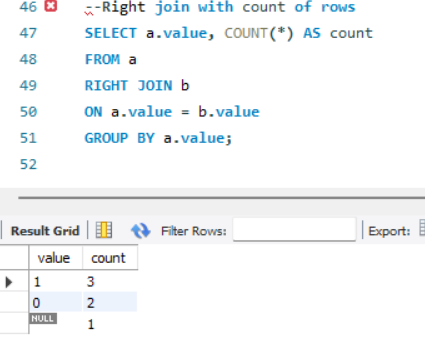 46 --Right join with count of rows
47 SELECT a.value, COUNT(*) AS count
48 FROM a
49 RIGHT JOIN b
50 ON a.value = b.value
51 GROUP BY a.value;
52
Result Grid Filter Rows: Export:
value count
1 3
0 2
NULL 1